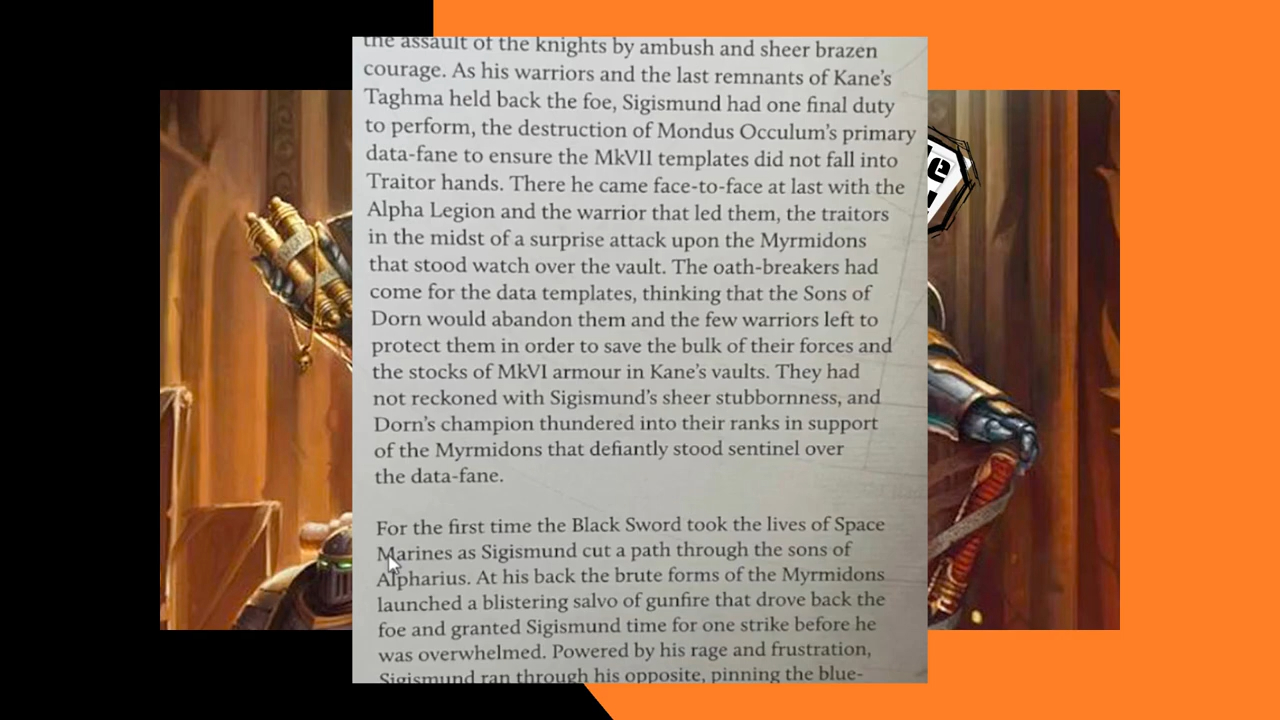 the assault of the knights by ambush and sheer brazen
courage. As his warriors and the last remnants of Kane's
Taghma held back the foe, Sigismund had one final duty
to perform, the destruction of Mondus Occulum's primary
data-fane to ensure the MkVII templates did not fall into
Traitor hands. There he came face-to-face at last with the
Alpha Legion and the warrior that led them, the traitors
in the midst of a surprise attack upon the Myrmidons
that stood watch over the vault. The oath-breakers had
come for the data templates, thinking that the Sons of
Dorn would abandon them and the few warriors left to
protect them in order to save the bulk of their forces and
the stocks of MkVI armour in Kane's vaults. They had
not reckoned with Sigismund's sheer stubbornness, and
Dorn's champion thundered into their ranks in support
of the Myrmidons that defiantly stood sentinel over
the data-fane.
For the first time the Black Sword took the lives of Space
Marines as Sigismund cut a path through the sons of
Alpharius. At his back the brute forms of the Myrmidons
launched a blistering salvo of gunfire that drove back the
foe and granted Sigismund time for one strike before he
was overwhelmed. Powered by his rage and frustration,
Sigismund ran through his opposite, pinning the blue-